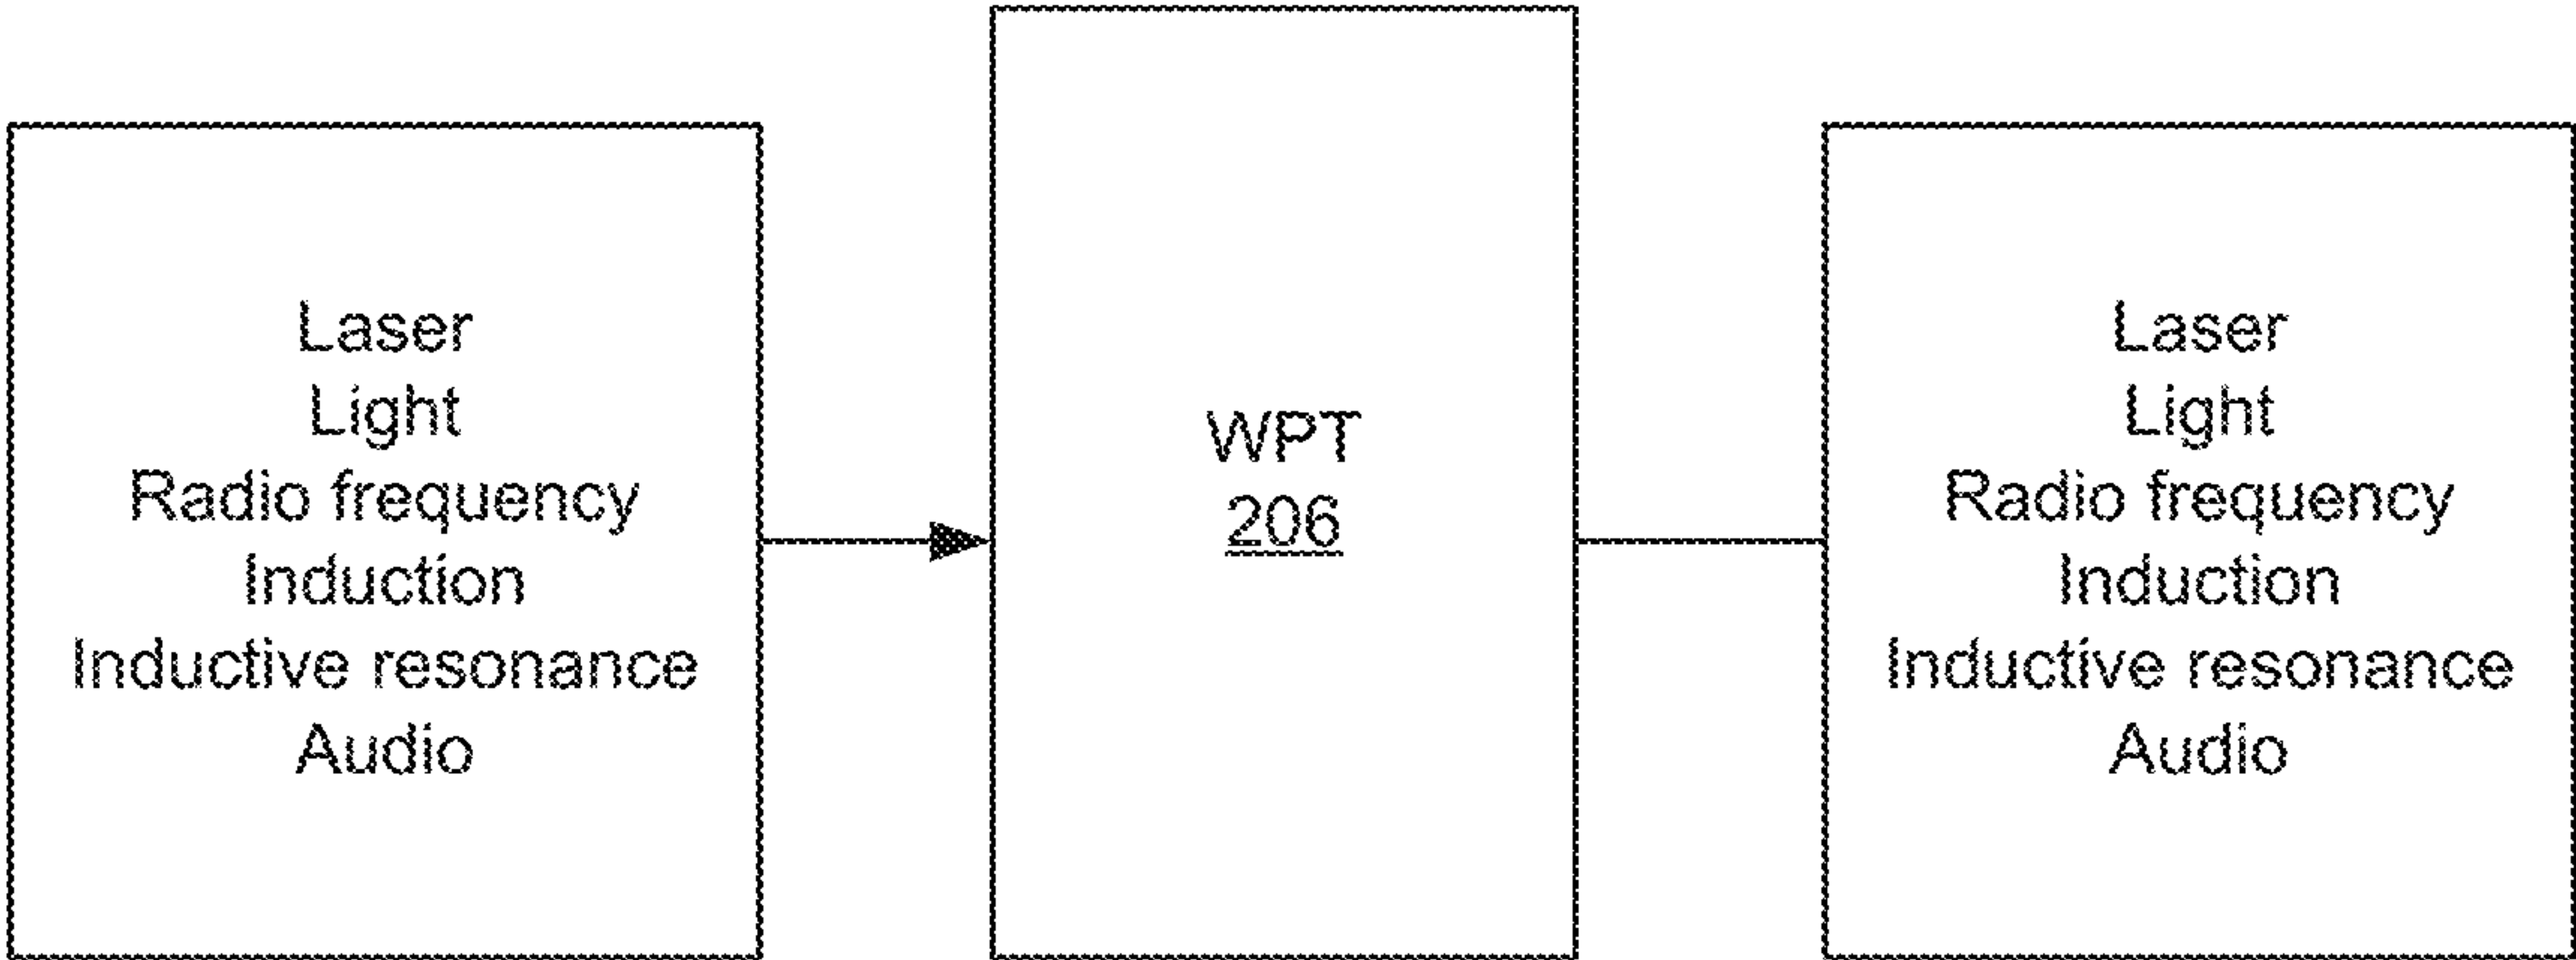 Laser
Light
Radio frequency
Induction
Inductive resonance
Audio
WPT
206
Laser
Light
Radio frequency
Induction
Inductive resonance
Audio